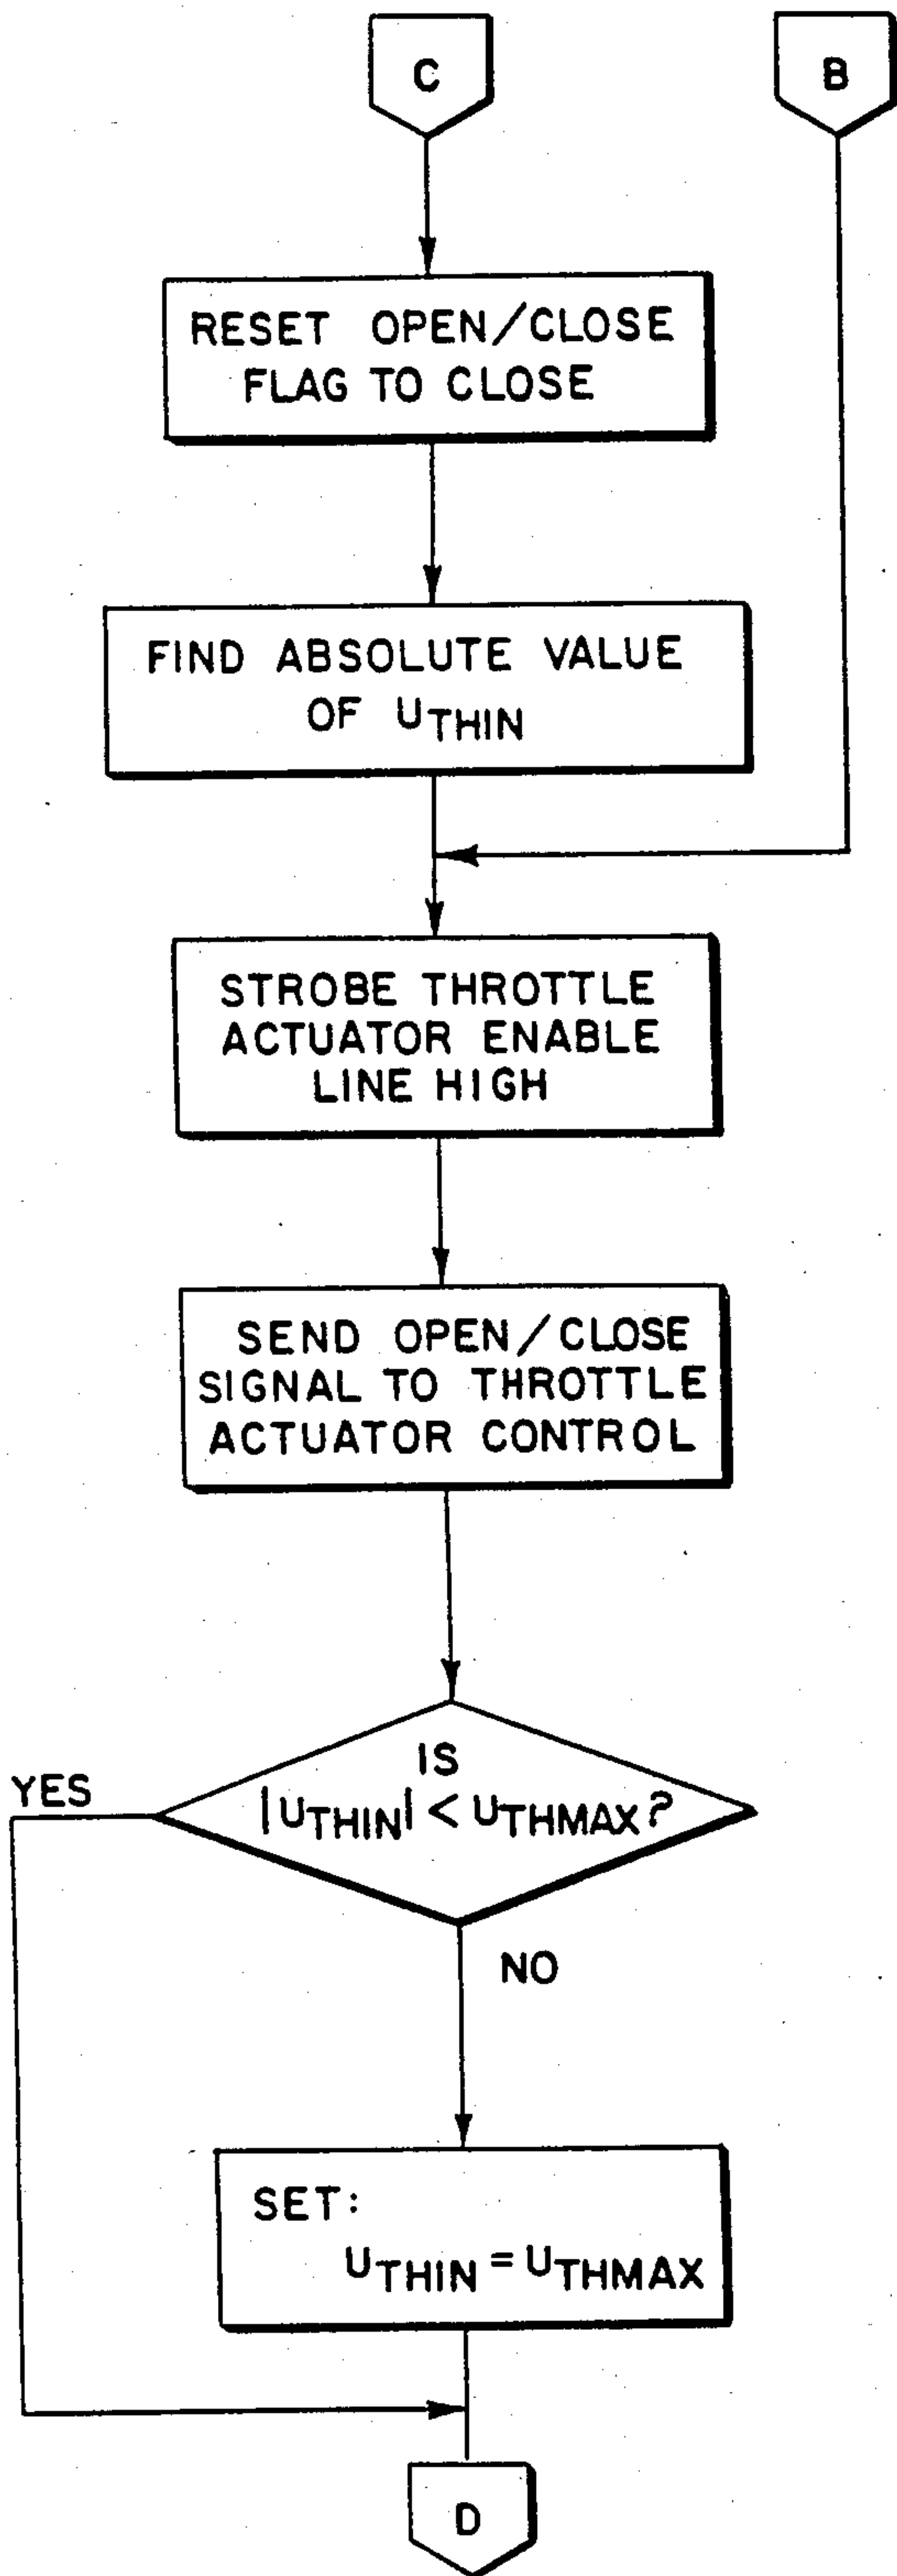 C
B
RESET OPEN/CLOSE
FLAG TO CLOSE
FIND ABSOLUTE VALUE
OF UTHIN
STROBE THROTTLE
ACTUATOR ENABLE
LINE HIGH
SEND OPEN/CLOSE
SIGNAL TO THROTTLE
ACTUATOR CONTROL
IS
|UTHIN| < UTHMAX?
YES
NO
SET:
UTHIN = UTHMAX
D